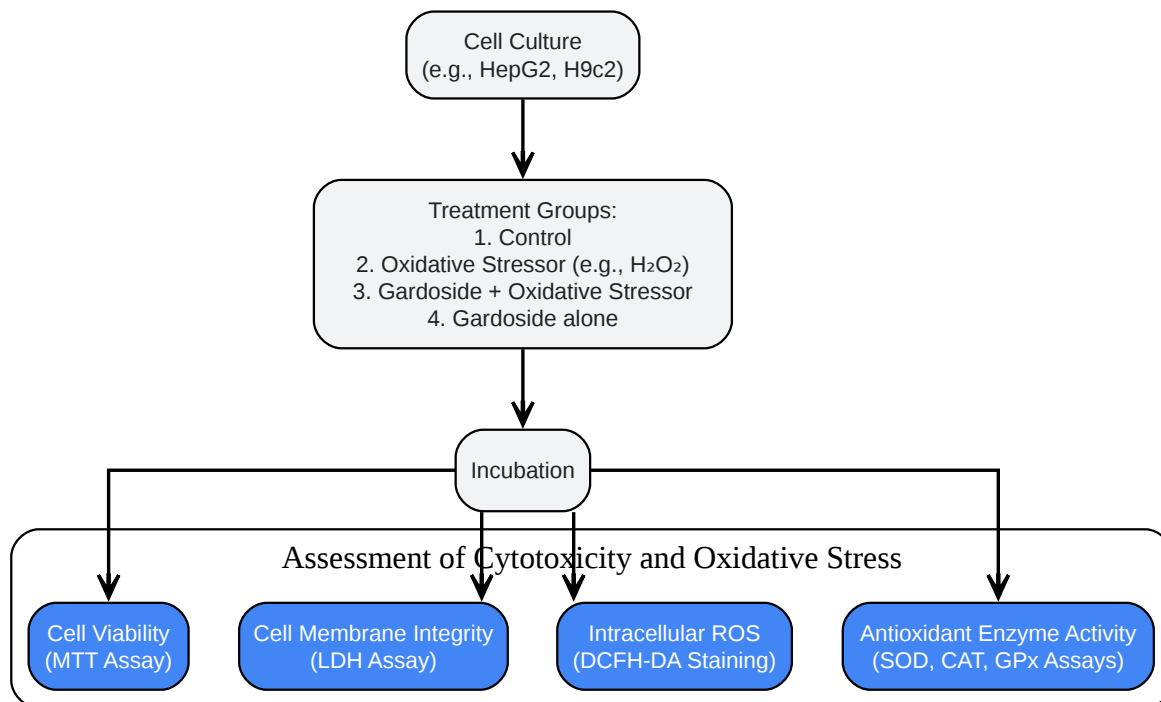 Cell Culture
(e.g., HepG2, H9c2)
Treatment Groups:
1. Control
2. Oxidative Stressor (e.g., H₂O₂)
3. Gardoside + Oxidative Stressor
4. Gardoside alone
Incubation
Assessment of Cytotoxicity and Oxidative Stress
Cell Viability
(MTT Assay)
Cell Membrane Integrity
(LDH Assay)
Intracellular ROS
(DCFH-DA Staining)
Antioxidant Enzyme Activity
(SOD, CAT, GPx Assays)